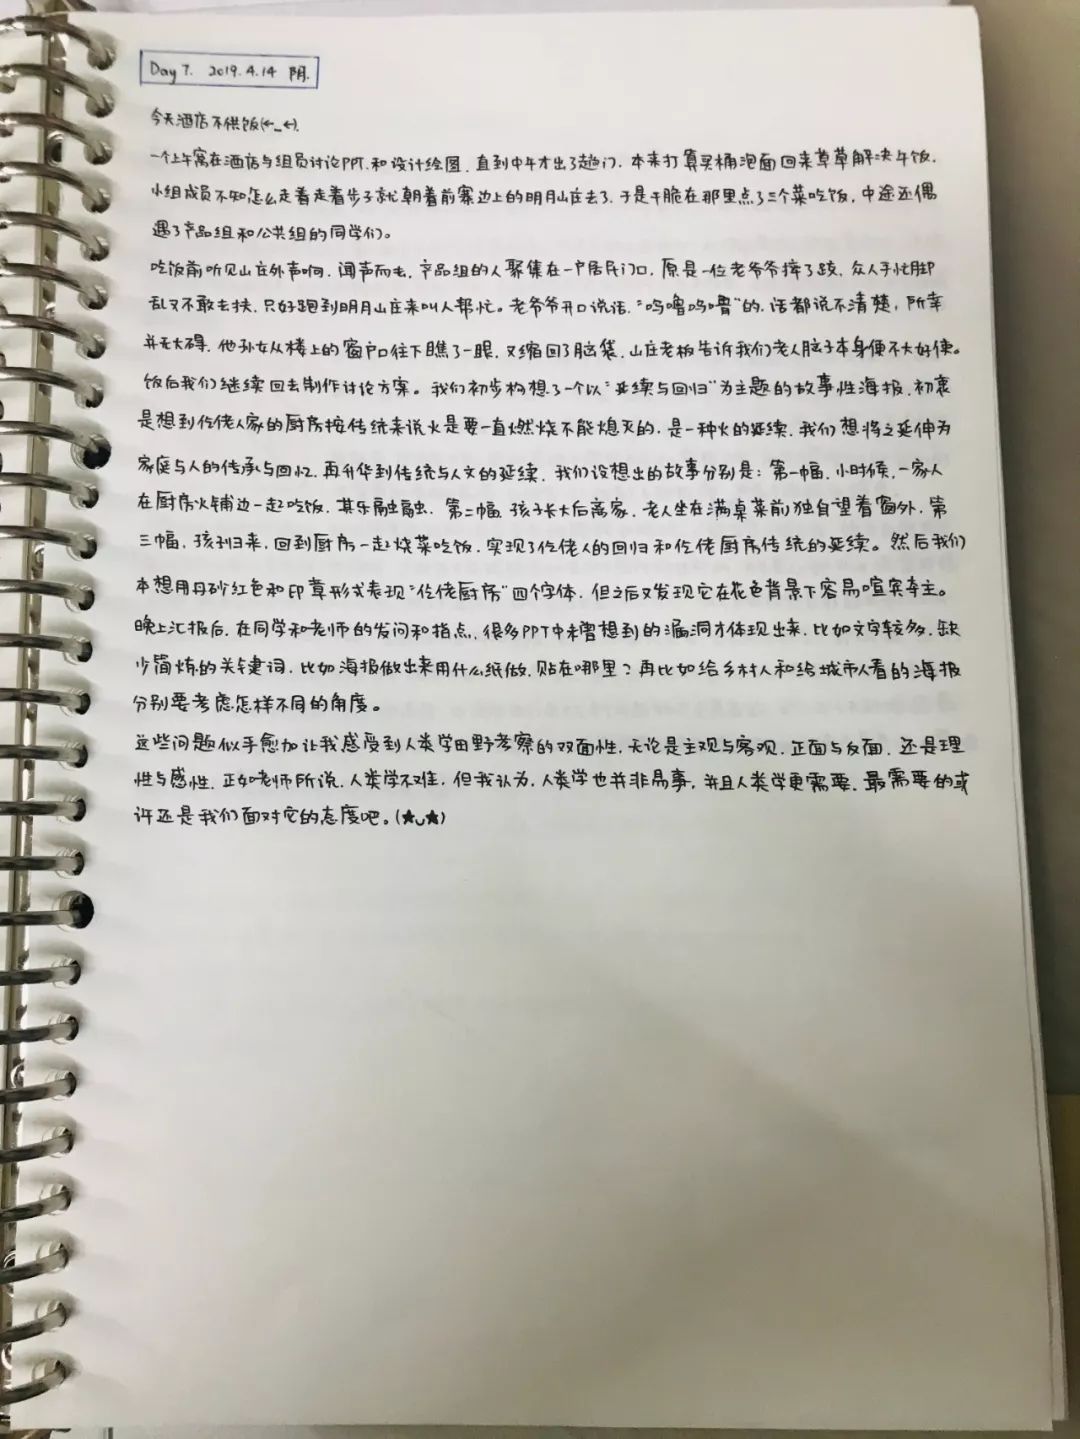 Day 7. 2019.4.14 阴.
今天酒店不供饭(←_←).
一个上午窝在酒店与组员讨论PPT.和设计绘图.直到中午才出了趟门.本来打算买桶泡面回来草草解决午饭.
小组成员不知怎么走着走着步子就朝着前寨边上的明月山庄去了.于是干脆在那里点了三个菜吃饭,中途还偶
遇了产品组和公共组的同学们。
吃饭前听见山庄外声响.闻声而去.产品组的人聚集在一户居民门口.原是一位老爷爷摔了跤,众人手忙脚
乱又不敢去扶.只好跑到明月山庄来叫人帮忙。老爷爷开口说话."呜噜呜噜"的,话都说不清楚,所幸
并无大碍.他孙女从楼上的窗户口往下瞧了一眼.又缩回了脑袋.山庄老板告诉我们老人脑子本身便不大好使。
饭后我们继续回去制作讨论方案。我们初步构想了一个以"延续与回归"为主题的故事性海报.初衷
是想到仡佬人家的厨房按传统来说火是要一直燃烧不能熄灭的.是一种火的延续.我们想将之延伸为
家庭与人的传承与回忆.再升华到传统与人文的延续.我们设想出的故事分别是:第一幅.小时候.一家人
在厨房火铺边一起吃饭.其乐融融.第二幅.孩子长大后离家.老人坐在满桌菜前独自望着窗外.第
三幅.孩子归来.回到厨房一起烧菜吃饭.实现了仡佬人的回归和仡佬厨房传统的延续。然后我们
本想用丹砂红色和印章形式表现"仡佬厨房"四个字体.但之后又发现它在花色背景下容易喧宾夺主。
晚上汇报后.在同学和老师的发问和指点.很多PPT中未曾想到的漏洞才体现出来.比如文字较多.缺
少简炼的关键词.比如海报做出来用什么纸做.贴在哪里?再比如给乡村人和给城市人看的海报
分别要考虑怎样不同的角度。
这些问题似乎愈加让我感受到人类学田野考察的双面性.无论是主观与客观.正面与反面.还是理
性与感性.正如老师所说.人类学不难.但我认为.人类学也并非易事,并且人类学更需要.最需要的或
许还是我们面对它的态度吧。(★◡★)